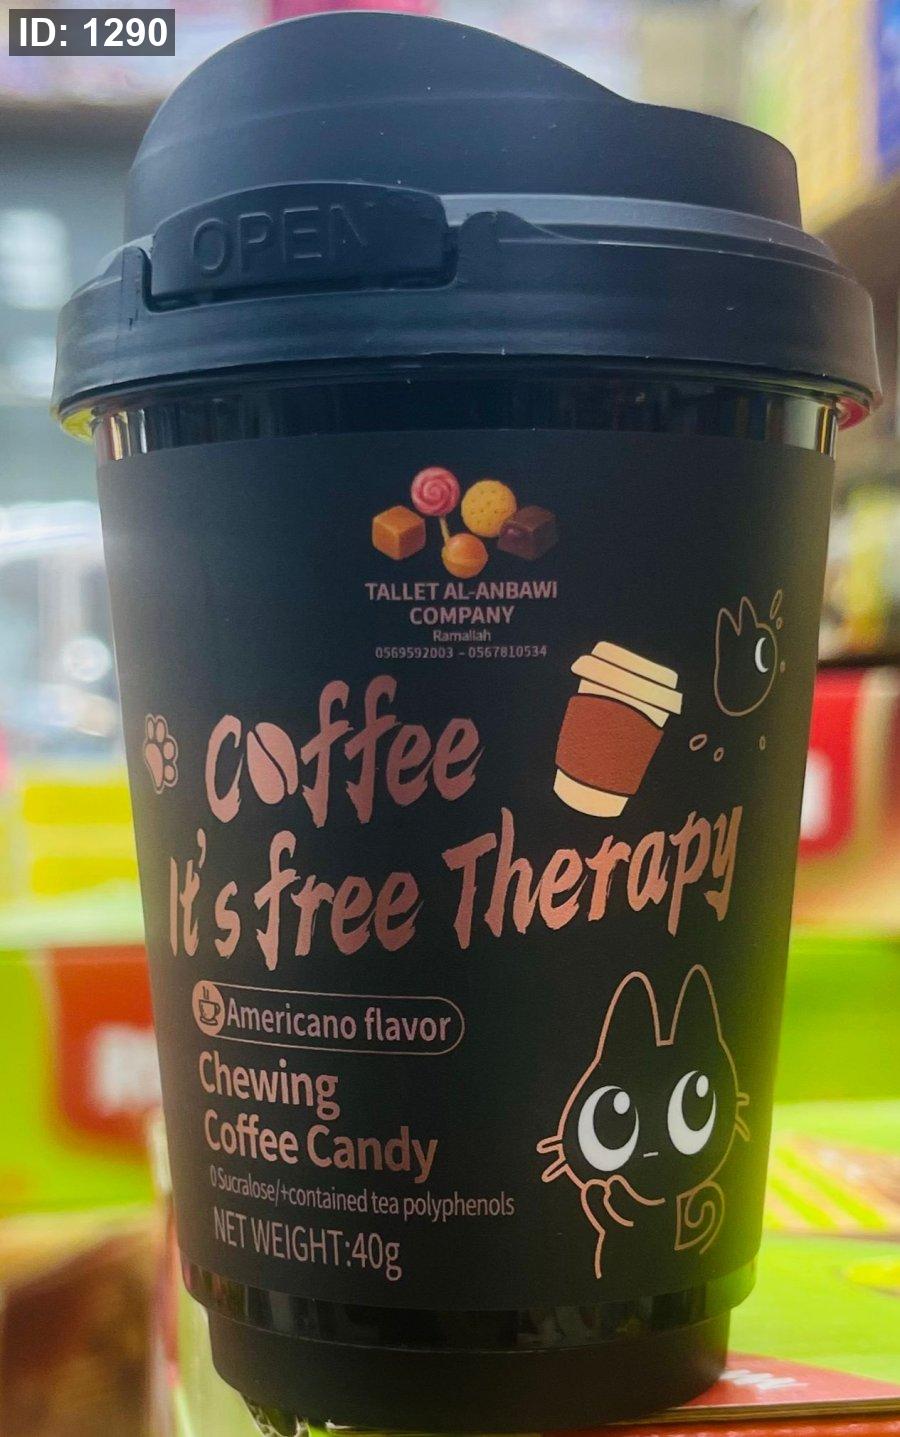 ID: 1290
OPEN
TALLET AL-ANBAWI
COMPANY
Ramallah
0569592003 - 0567810534
Coffee
It's free Therapy
Americano flavor
Chewing
Coffee Candy
0 Sucralose/+contained tea polyphenols
NET WEIGHT:40g